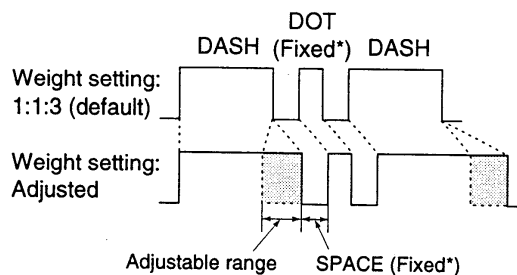 DOT
DASH (Fixed*) DASH
Weight setting:
1:1:3 (default)
Weight setting:
Adjusted
Adjustable range SPACE (Fixed*)